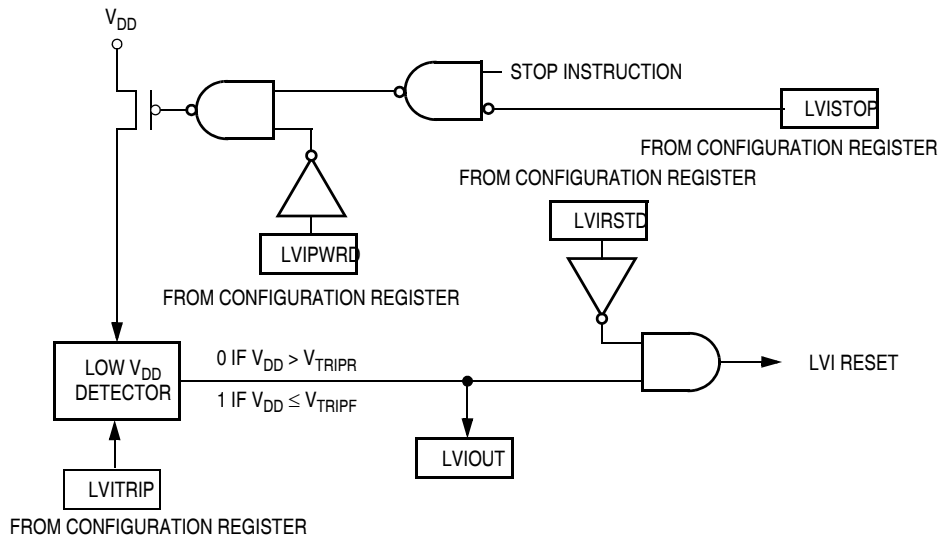 VDD
STOP INSTRUCTION
LVISTOP
FROM CONFIGURATION REGISTER
FROM CONFIGURATION REGISTER
LVIRSTD
LVIPWRD
FROM CONFIGURATION REGISTER
LOW VDD
DETECTOR
0 IF VDD > VTRIPR
1 IF VDD ≤ VTRIPF
LVI RESET
LVIOUT
LVITRIP
FROM CONFIGURATION REGISTER